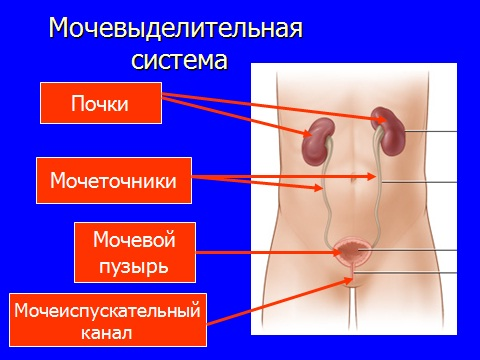 Мочевыделительная
система
Почки
Мочеточники
Мочевой
пузырь
Мочеиспускательный
канал